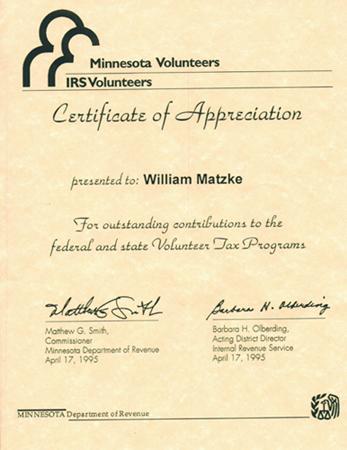 Minnesota Volunteers
IRS Volunteers
Certificate of Appreciation
presented to: William Matzke
For outstanding contributions to the
federal and state Volunteer Tax Programs
Matthew G. Smith
Matthew G. Smith,
Commissioner
Minnesota Department of Revenue
April 17, 1995
Barbara H. Olberding
Barbara H. Olberding,
Acting District Director
Internal Revenue Service
April 17, 1995
MINNESOTA Department of Revenue